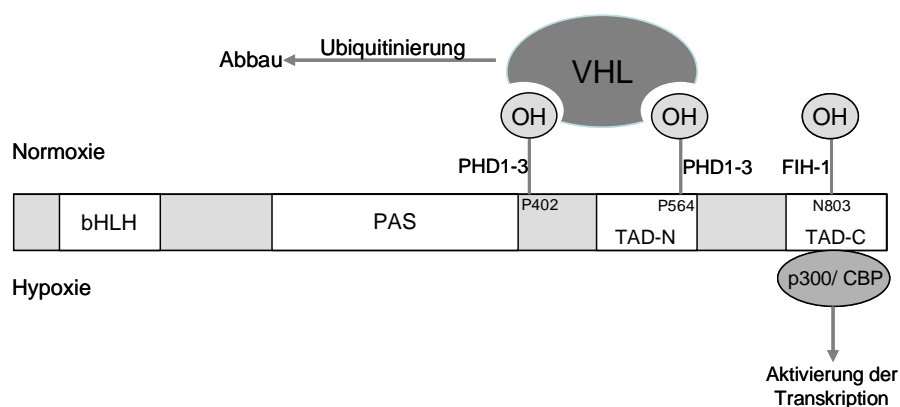 Abbau
Ubiquitinierung
VHL
OH
OH
OH
Normoxie
PHD1-3
PHD1-3
FIH-1
P402
P564
N803
bHLH
PAS
TAD-N
TAD-C
Hypoxie
p300/ CBP
Aktivierung der
Transkription